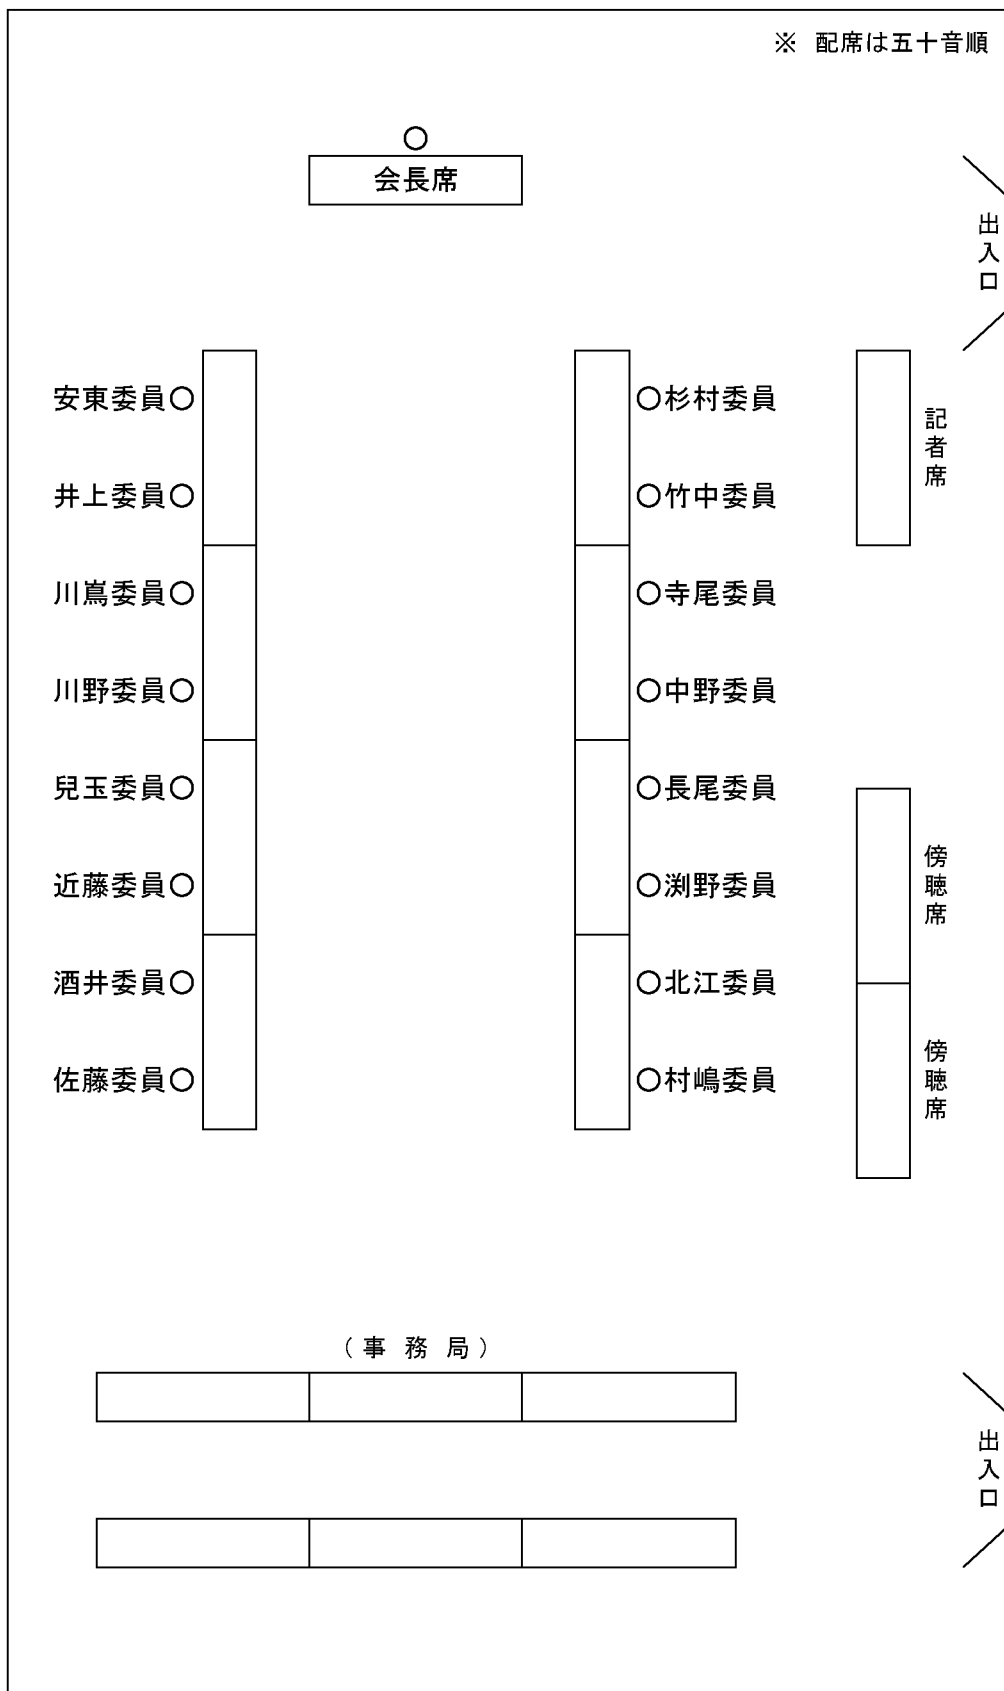 ※ 配席は五十音順
会長席
出入口
安東委員○
○杉村委員
記者席
井上委員○
○竹中委員
川嶌委員○
○寺尾委員
川野委員○
○中野委員
兒玉委員○
○長尾委員
傍聴席
近藤委員○
○渕野委員
酒井委員○
○北江委員
傍聴席
佐藤委員○
○村嶋委員
(事務局)
出入口